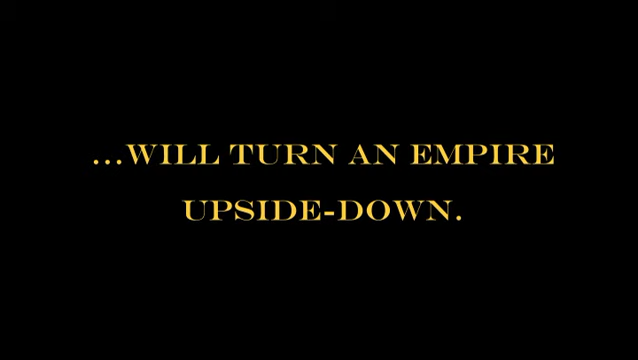 ...WILL TURN AN EMPIRE
UPSIDE-DOWN.